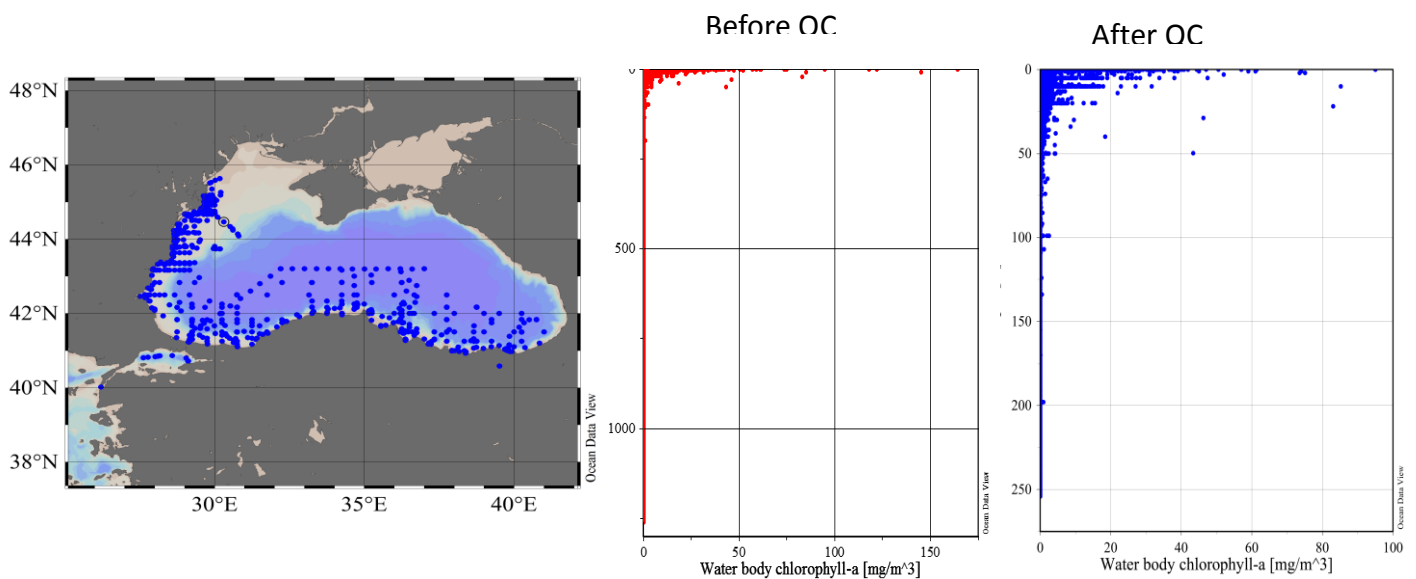 Before OC
After OC
48°N
46°N
44°N
42°N
40°N
38°N
30°E
35°E
40°E
Ocean Data View
0
500
1000
0
50
100
150
Water body chlorophyll-a [mg/m^3]
Ocean Data View
0
50
100
150
200
250
0
20
40
60
80
100
Water body chlorophyll-a [mg/m^3]
Ocean Data View